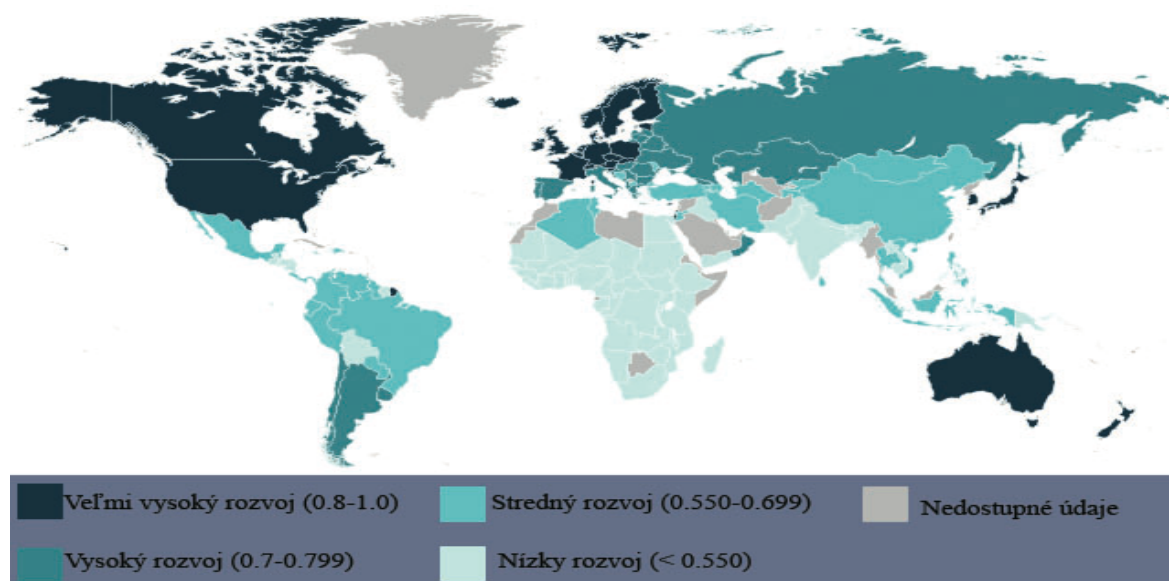 Veľmi vysoký rozvoj (0.8-1.0)
Stredný rozvoj (0.550-0.699)
Nedostupné údaje
Vysoký rozvoj (0.7-0.799)
Nízky rozvoj (< 0.550)